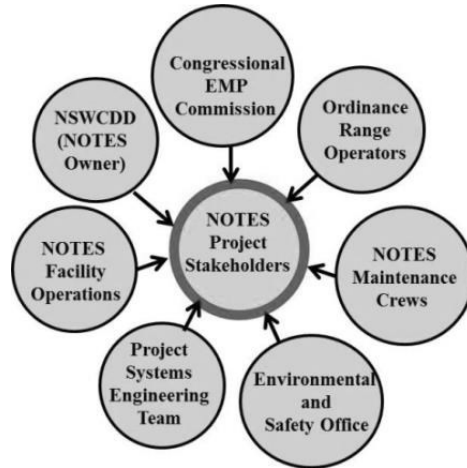 Congressional
EMP
Commission
NSWCDD
(NOTES
Owner)
Ordinance
Range
Operators
NOTES
Project
Stakeholders
NOTES
Facility
Operations
NOTES
Maintenance
Crews
Project
Systems
Engineering
Team
Environmental
and
Safety Office